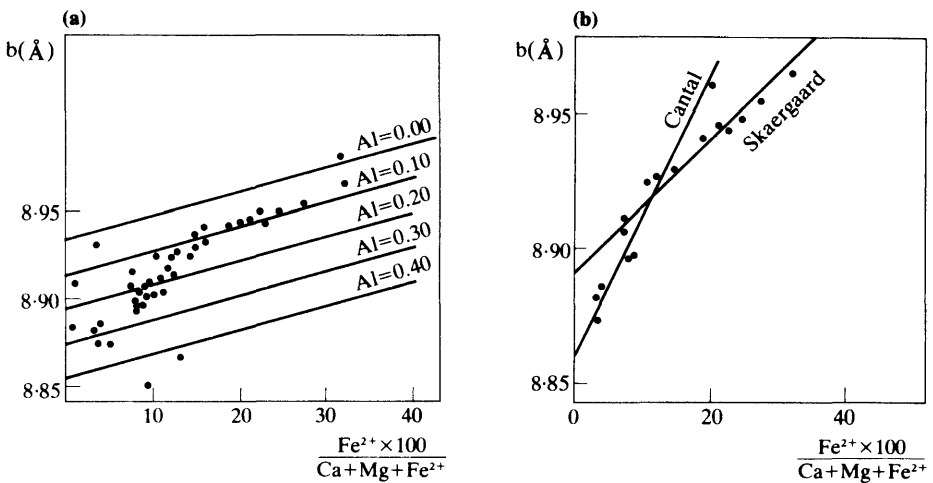 (a)
b(Å)
8·95
8·90
8·85
Al=0.00
Al=0.10
Al=0.20
Al=0.30
Al=0.40
10
20
30
40
Fe²⁺ × 100
Ca+Mg+Fe²⁺
(b)
b(Å)
8·95
8·90
8·85
Cantal
Skaergaard
0
20
40
Fe²⁺ × 100
Ca+Mg+Fe²⁺